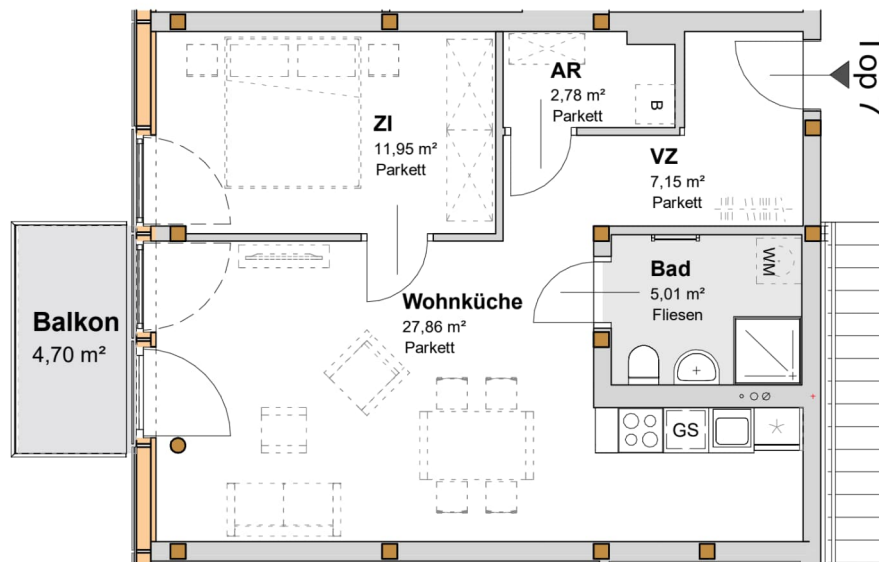 AR
2,78 m²
Parkett
B
Top 7
ZI
11,95 m²
Parkett
VZ
7,15 m²
Parkett
Balkon
4,70 m²
Wohnküche
27,86 m²
Parkett
Bad
5,01 m²
Fliesen
WM
GS